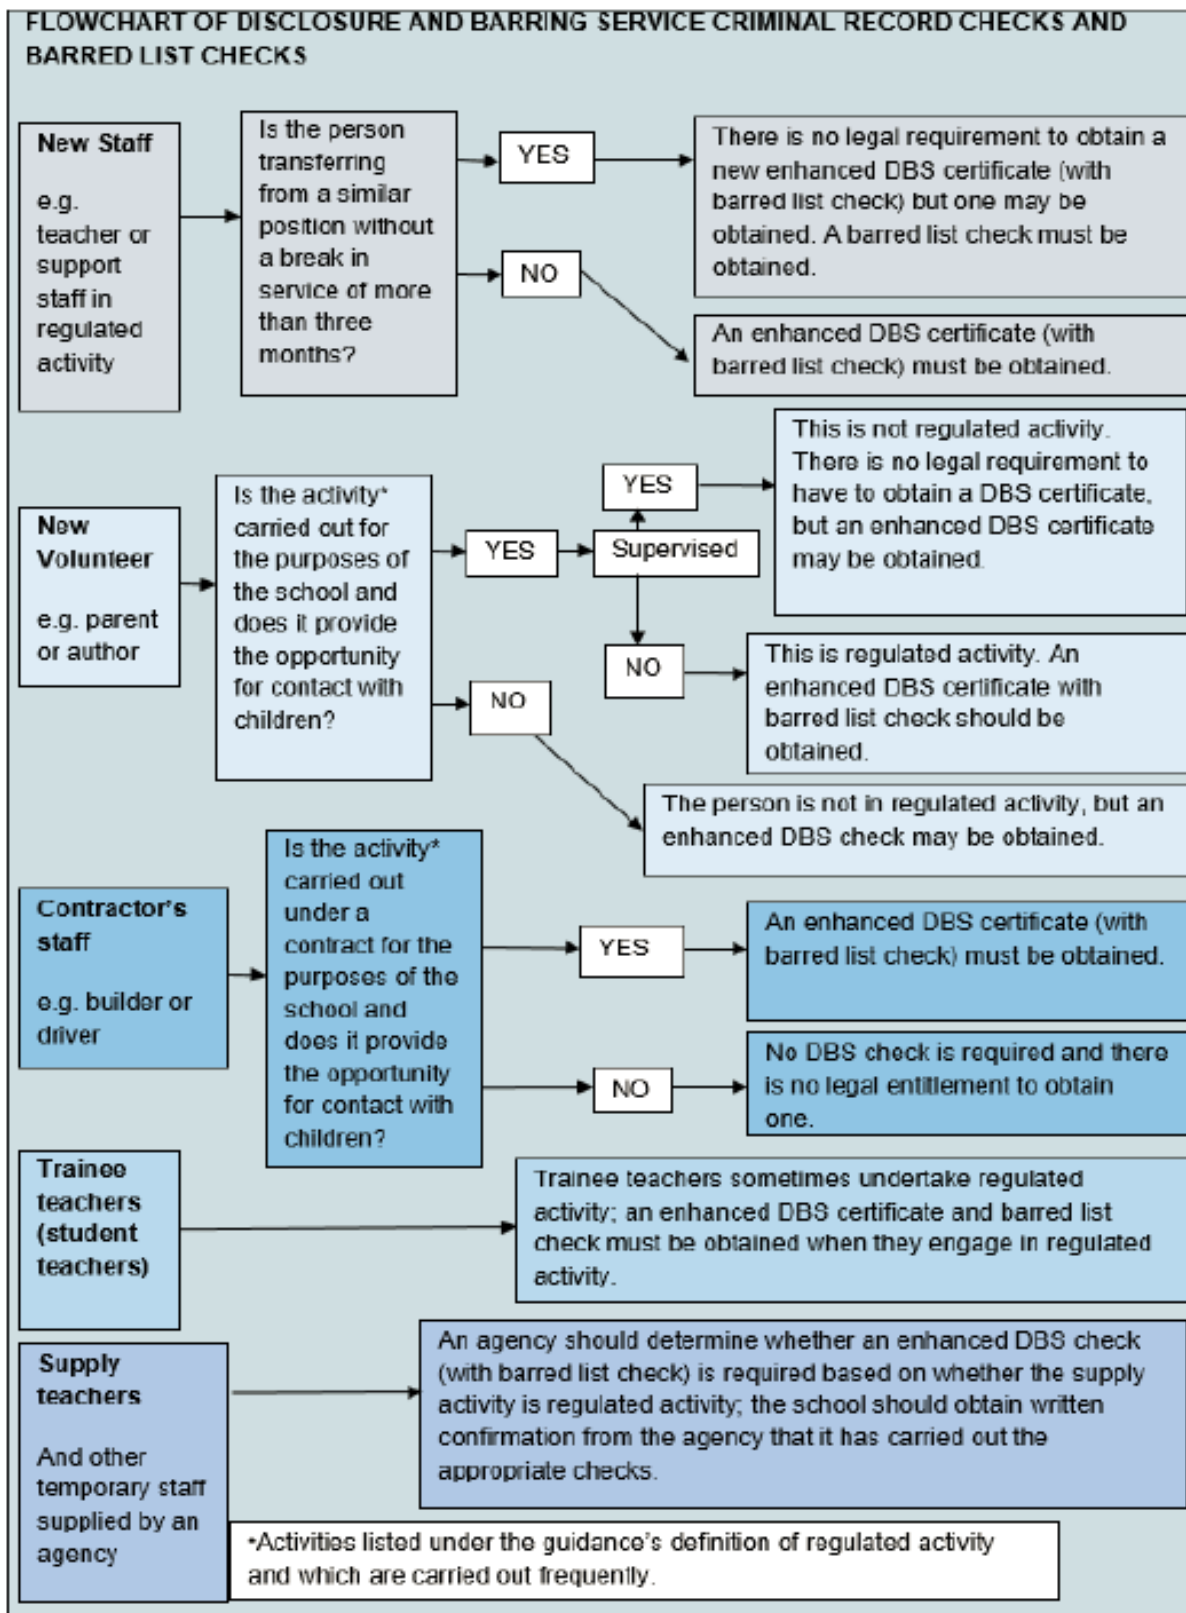 FLOWCHART OF DISCLOSURE AND BARRING SERVICE CRIMINAL RECORD CHECKS AND
BARRED LIST CHECKS
New Staff
e.g.
teacher or
support
staff in
regulated
activity
Is the person
transferring
from a similar
position without
a break in
service of more
than three
months?
YES
There is no legal requirement to obtain a
new enhanced DBS certificate (with
barred list check) but one may be
obtained. A barred list check must be
obtained.
NO
An enhanced DBS certificate (with
barred list check) must be obtained.
New
Volunteer
e.g. parent
or author
Is the activity*
carried out for
the purposes of
the school and
does it provide
the opportunity
for contact with
children?
YES
Supervised
YES
This is not regulated activity.
There is no legal requirement to
have to obtain a DBS certificate,
but an enhanced DBS certificate
may be obtained.
NO
This is regulated activity. An
enhanced DBS certificate with
barred list check should be
obtained.
NO
The person is not in regulated activity, but an
enhanced DBS check may be obtained.
Contractor's
staff
e.g. builder or
driver
Is the activity*
carried out
under a
contract for the
purposes of the
school and
does it provide
the opportunity
for contact with
children?
YES
An enhanced DBS certificate (with
barred list check) must be obtained.
NO
No DBS check is required and there
is no legal entitlement to obtain
one.
Trainee
teachers
(student
teachers)
Trainee teachers sometimes undertake regulated
activity; an enhanced DBS certificate and barred list
check must be obtained when they engage in regulated
activity.
Supply
teachers
And other
temporary staff
supplied by an
agency
An agency should determine whether an enhanced DBS check
(with barred list check) is required based on whether the supply
activity is regulated activity; the school should obtain written
confirmation from the agency that it has carried out the
appropriate checks.
*Activities listed under the guidance's definition of regulated activity
and which are carried out frequently.